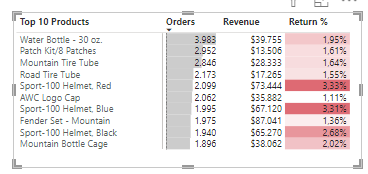 Top 10 Products Orders Revenue Return %
Water Bottle - 30 oz. 3.983 $39.755 1,95%
Patch Kit/8 Patches 2.952 $13.506 1,61%
Mountain Tire Tube 2.846 $28.333 1,64%
Road Tire Tube 2.173 $17.265 1,55%
Sport-100 Helmet, Red 2.099 $73.444 3,33%
AWC Logo Cap 2.062 $35.882 1,11%
Sport-100 Helmet, Blue 1.995 $67.120 3,31%
Fender Set - Mountain 1.975 $87.041 1,36%
Sport-100 Helmet, Black 1.940 $65.270 2,68%
Mountain Bottle Cage 1.896 $38.062 2,02%